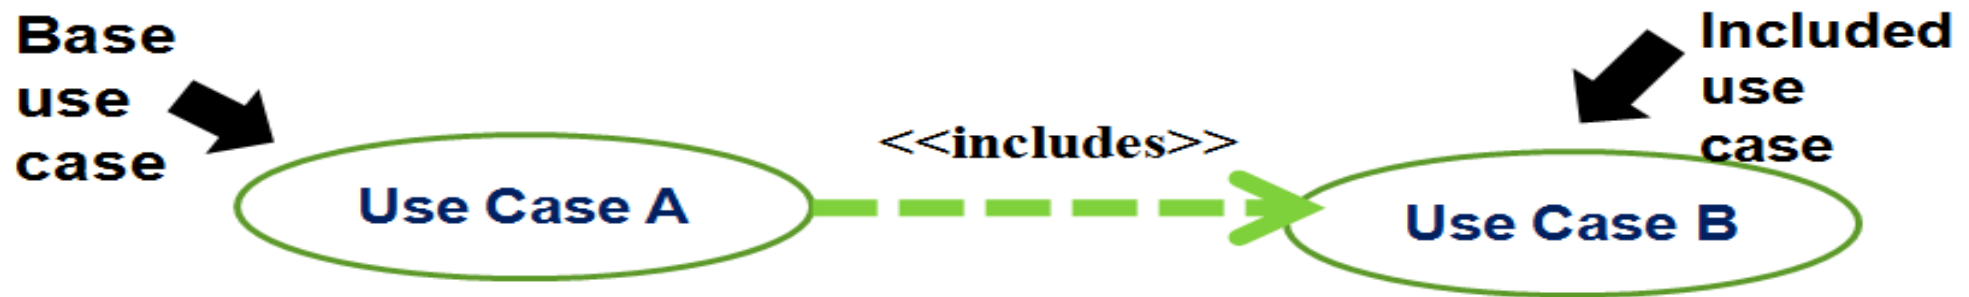 Base
use
case
Use Case A
<<includes>>
Included
use
case
Use Case B